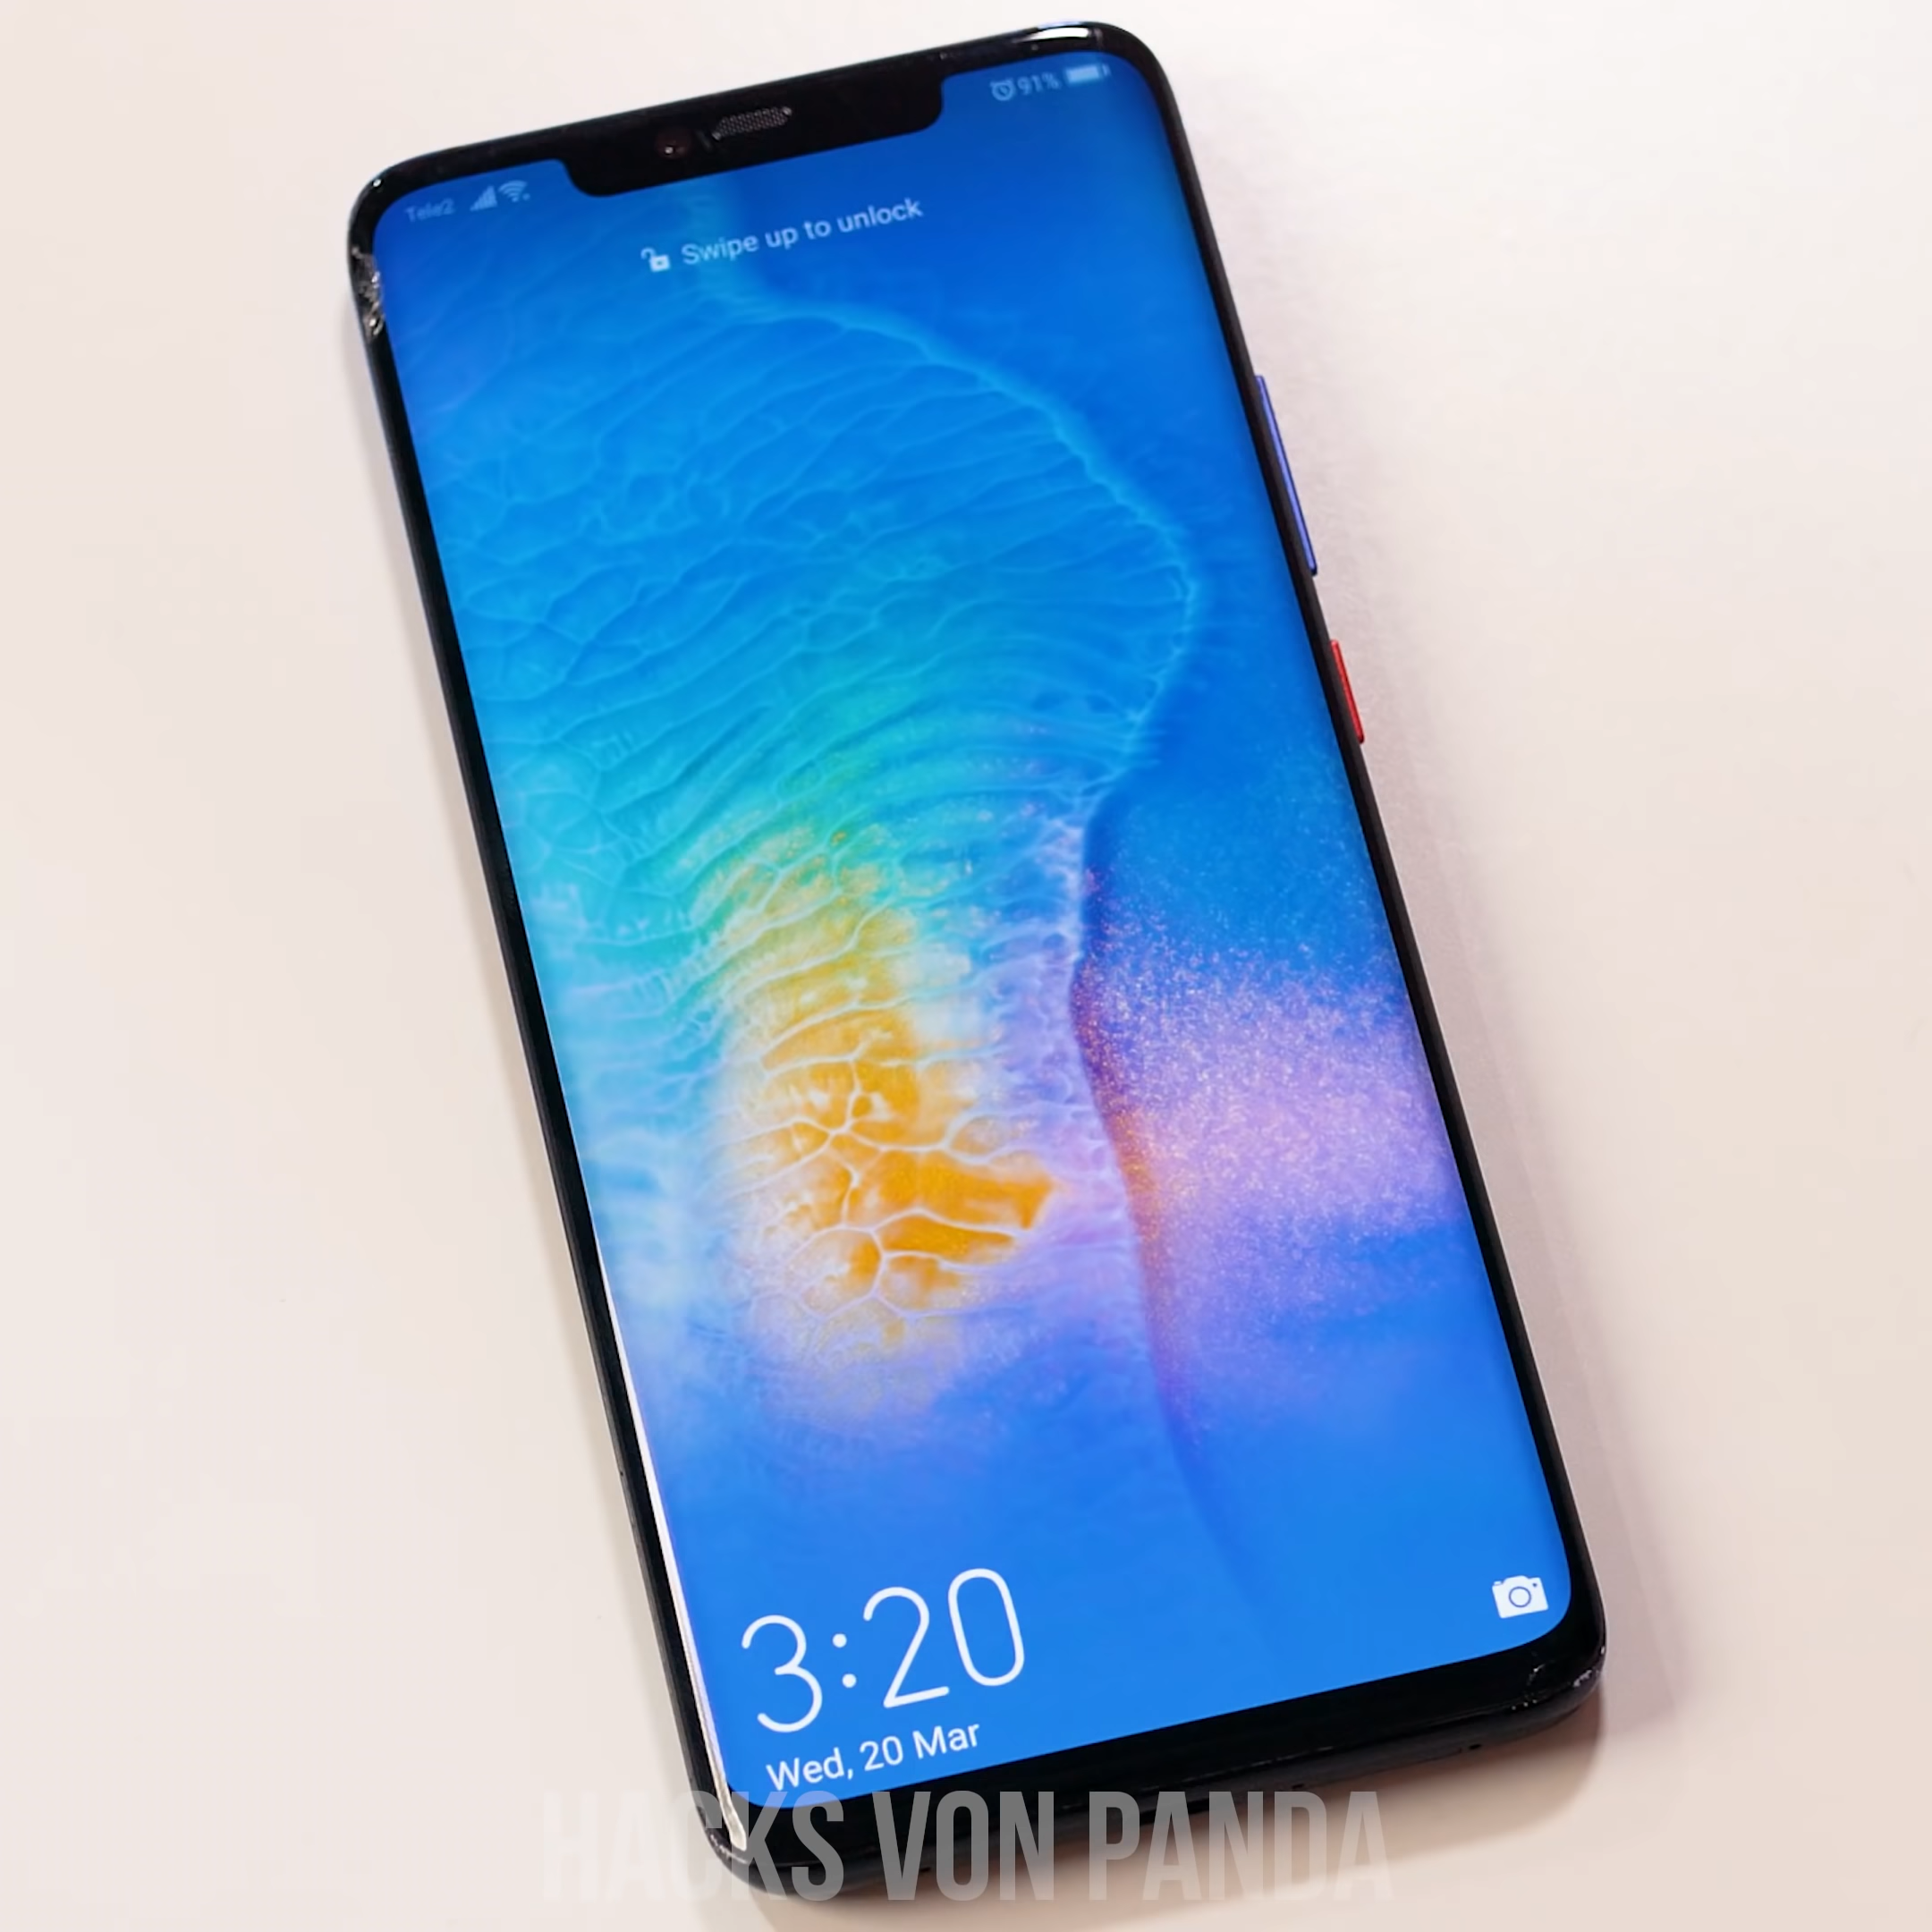 Tele2
91%
Swipe up to unlock
3:20
Wed, 20 Mar
HACKS VON PANDA